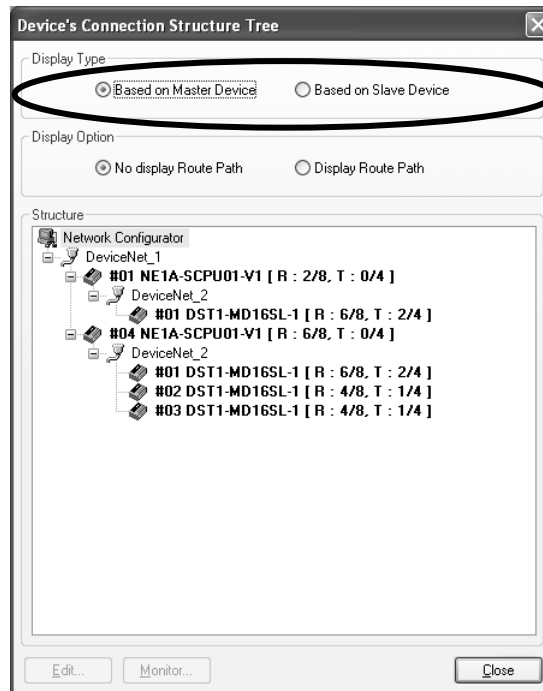 Device's Connection Structure Tree
Display Type
Based on Master Device Based on Slave Device
Display Option
No display Route Path Display Route Path
Structure
Network Configurator
DeviceNet_1
#01 NE1A-SCPU01-V1 [ R : 2/8, T : 0/4 ]
DeviceNet_2
#01 DST1-MD16SL-1 [ R : 6/8, T : 2/4 ]
#04 NE1A-SCPU01-V1 [ R : 6/8, T : 0/4 ]
DeviceNet_2
#01 DST1-MD16SL-1 [ R : 6/8, T : 2/4 ]
#02 DST1-MD16SL-1 [ R : 4/8, T : 1/4 ]
#03 DST1-MD16SL-1 [ R : 4/8, T : 1/4 ]
Edit... Monitor... Close